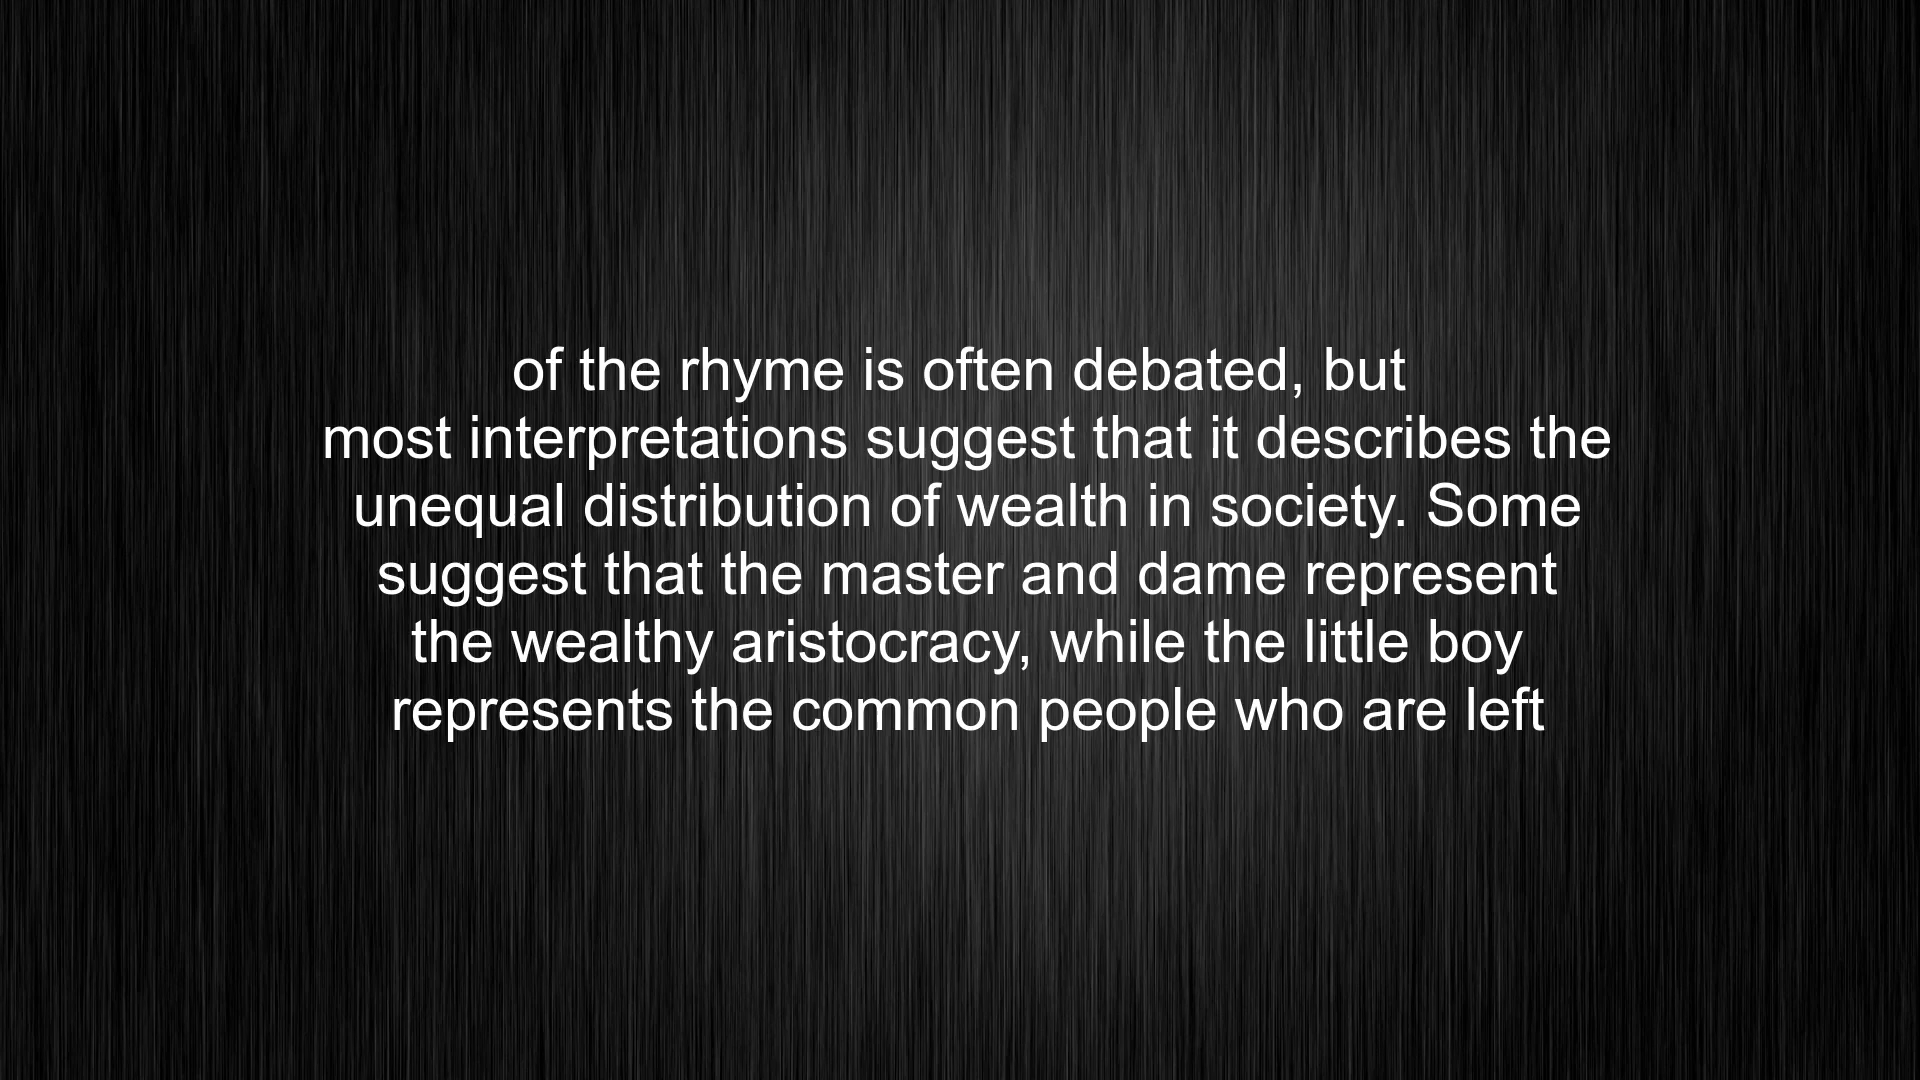 of the rhyme is often debated, but
most interpretations suggest that it describes the
unequal distribution of wealth in society. Some
suggest that the master and dame represent
the wealthy aristocracy, while the little boy
represents the common people who are left